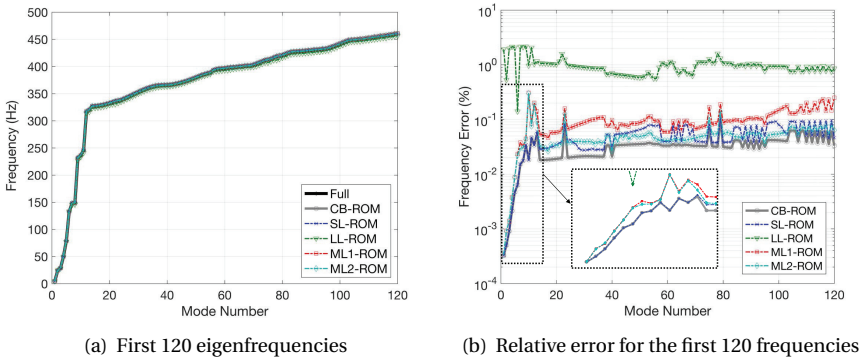 500
450
400
350
300
250
200
150
100
50
0
Frequency (Hz)
0 20 40 60 80 100 120
Mode Number
Full
CB-ROM
SL-ROM
LL-ROM
ML1-ROM
ML2-ROM
(a) First 120 eigenfrequencies
10^1
10^0
10^-1
10^-2
10^-3
10^-4
Frequency Error (%)
0 20 40 60 80 100 120
Mode Number
CB-ROM
SL-ROM
LL-ROM
ML1-ROM
ML2-ROM
(b) Relative error for the first 120 frequencies